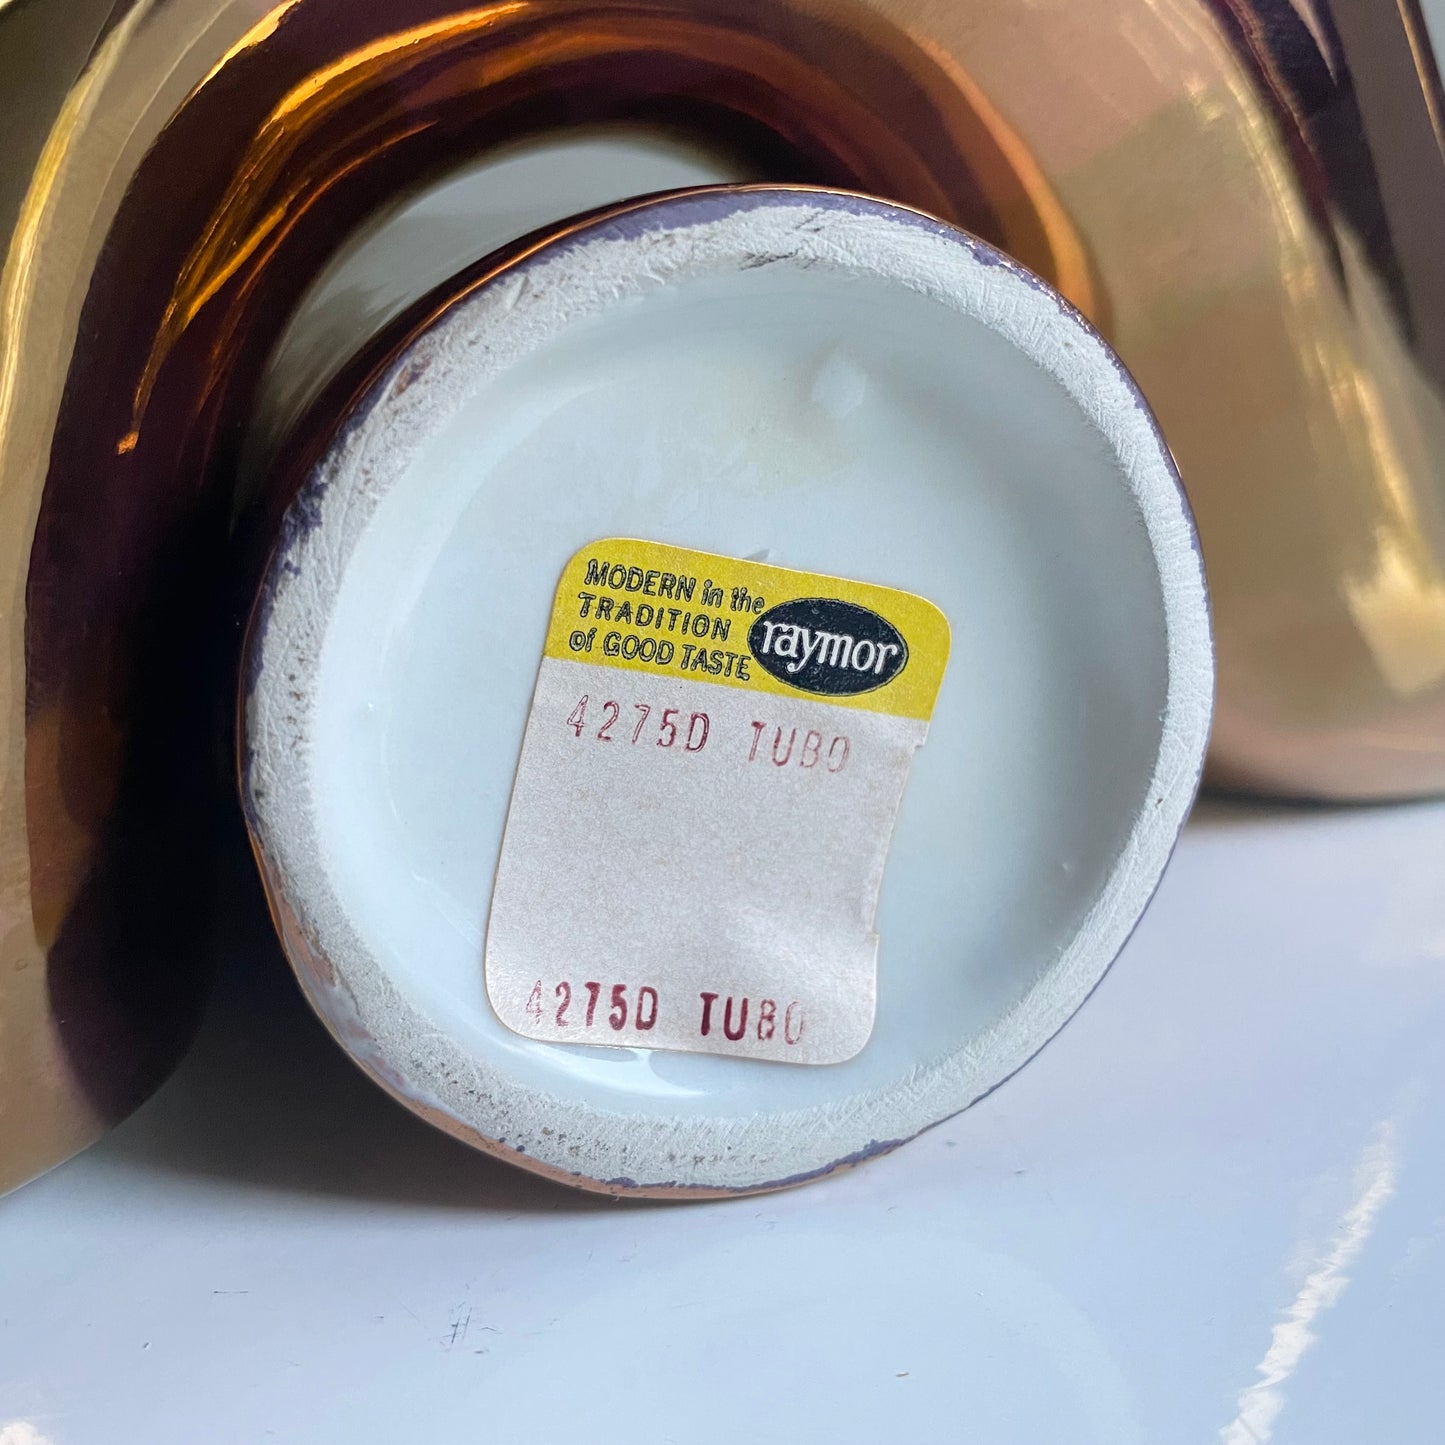 MODERN in the
TRADITION
of GOOD TASTE
raymor
4275D TUBO
4275D TUBO